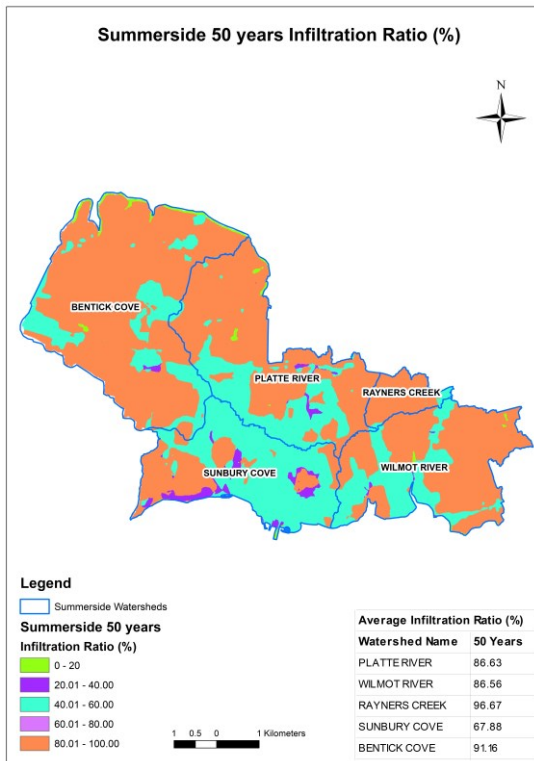 Summerside 50 years Infiltration Ratio (%)
N
BENTICK COVE
PLATTE RIVER
RAYNERS CREEK
SUNBURY COVE
WILMOT RIVER
Legend
Summerside Watersheds
Summerside 50 years
Infiltration Ratio (%)
0 - 20
20.01 - 40.00
40.01 - 60.00
60.01 - 80.00
80.01 - 100.00
1 0.5 0 1 Kilometers
Average Infiltration Ratio (%)
Watershed Name 50 Years
PLATTE RIVER 86.63
WILMOT RIVER 86.56
RAYNERS CREEK 96.67
SUNBURY COVE 67.88
BENTICK COVE 91.16